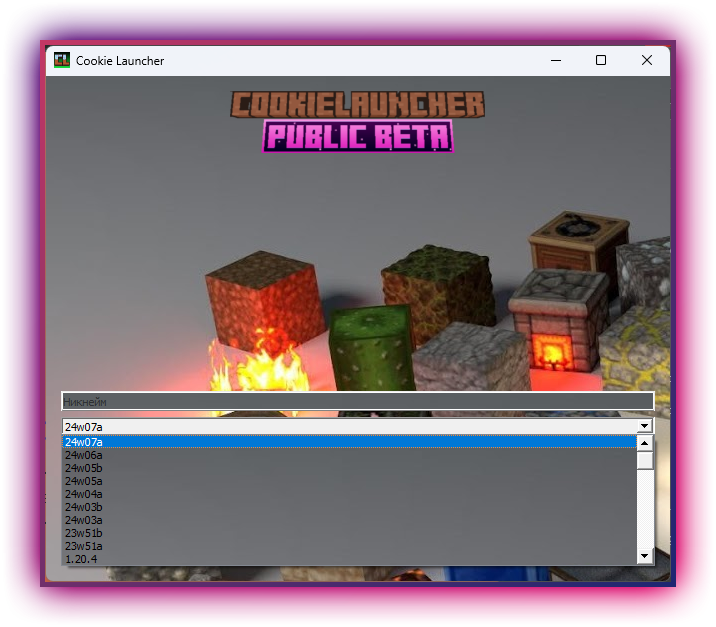 CL
Cookie Launcher
COOKIELAUNCHER
PUBLIC BETA
Никнейм
24w07a
24w07a
24w06a
24w05b
24w05a
24w04a
24w03b
24w03a
23w51b
23w51a
1.20.4